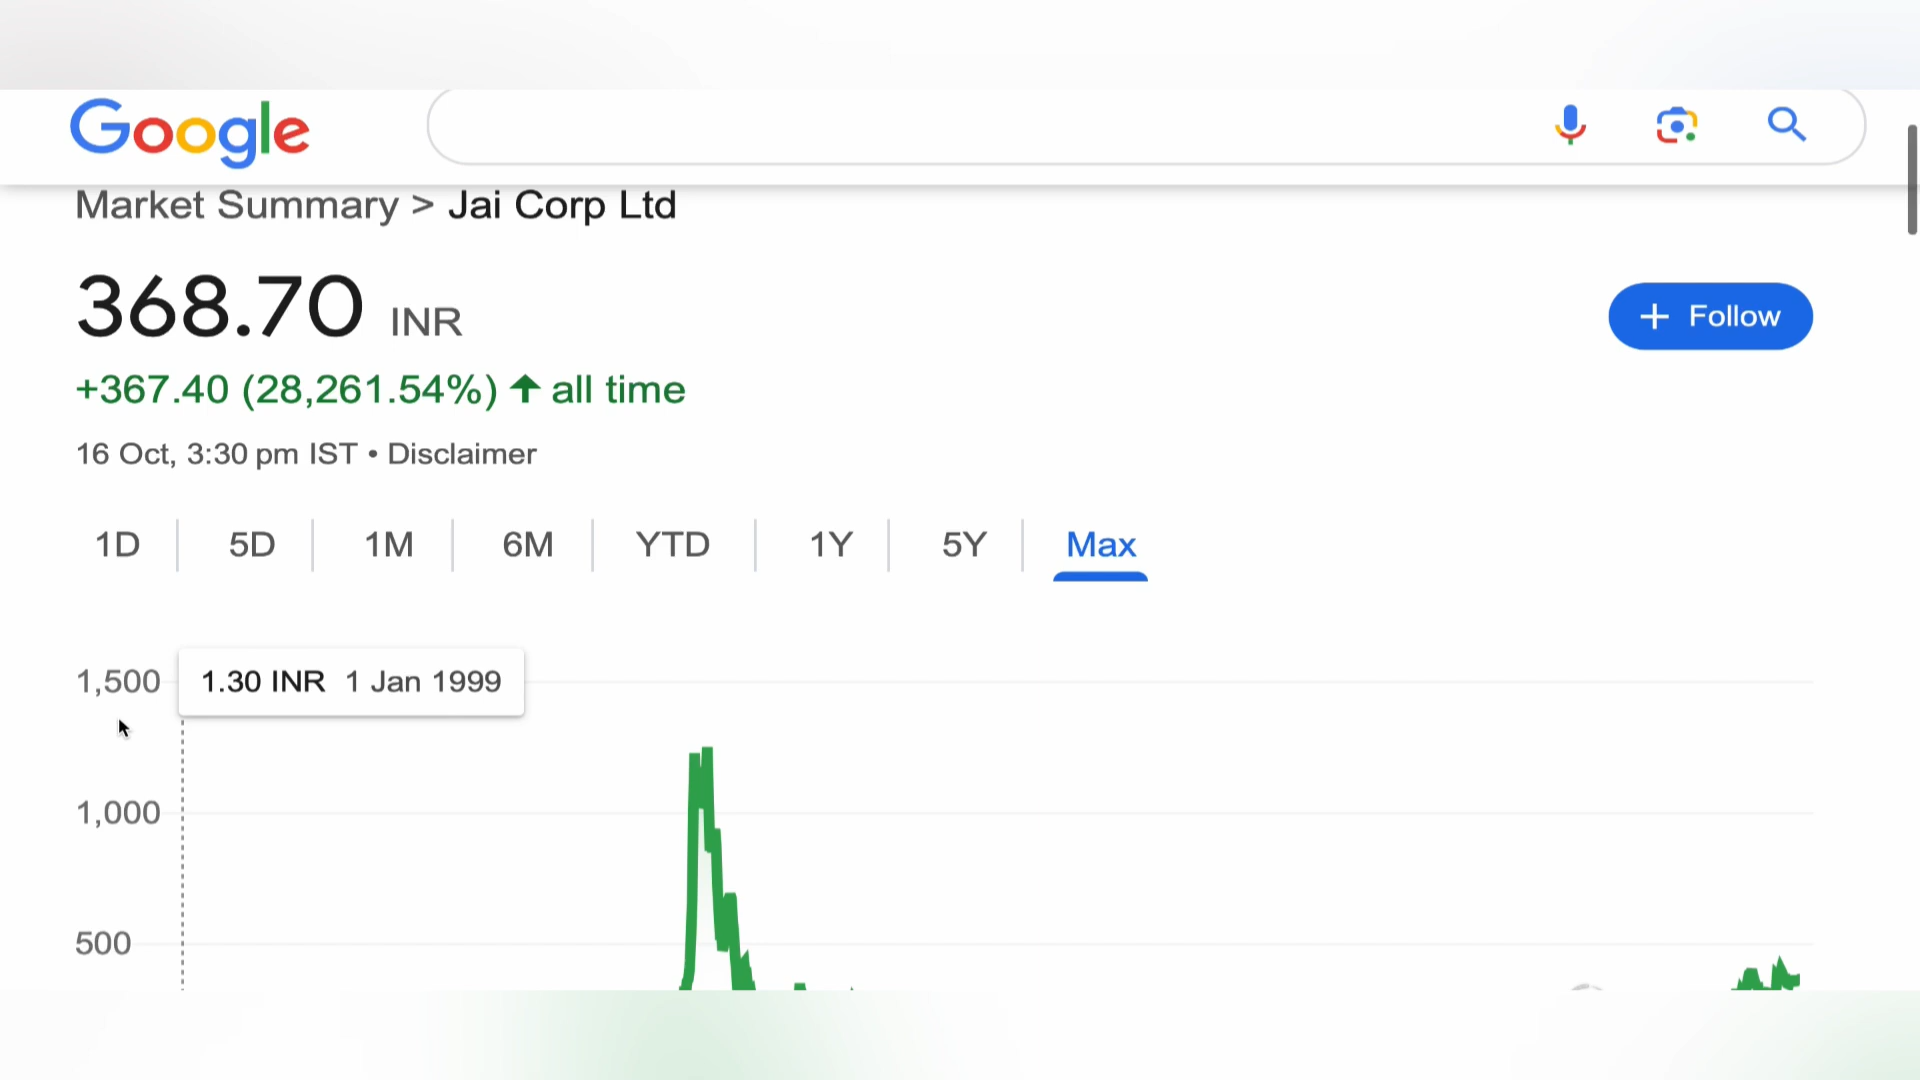 Google
Market Summary > Jai Corp Ltd
368.70 INR
+ Follow
+367.40 (28,261.54%) ↑ all time
16 Oct, 3:30 pm IST • Disclaimer
1D 5D 1M 6M YTD 1Y 5Y Max
1,500
1.30 INR 1 Jan 1999
1,000
500